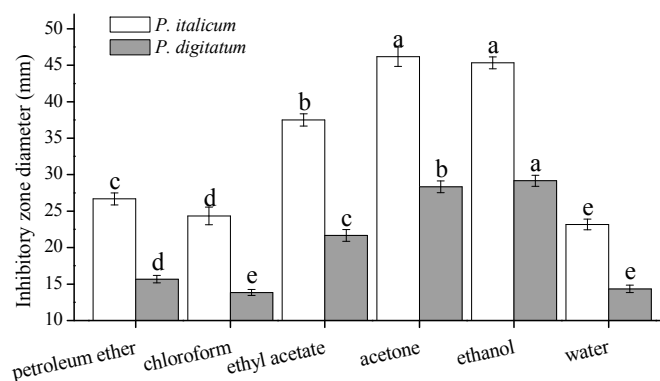 P. italicum
P. digitatum
Inhibitory zone diameter (mm)
50
45
40
35
30
25
20
15
10
c
d
d
e
b
c
a
b
a
a
e
e
petroleum ether
chloroform
ethyl acetate
acetone
ethanol
water